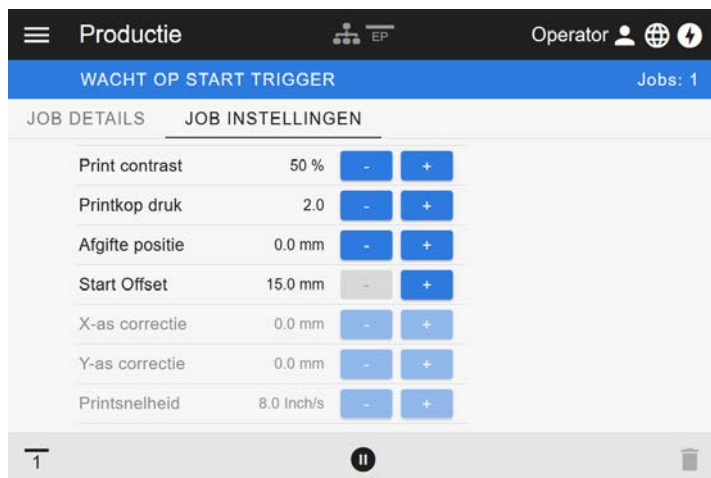 Productie EP Operator
WACHT OP START TRIGGER Jobs: 1
JOB DETAILS JOB INSTELLINGEN
Print contrast 50 % - +
Printkop druk 2.0 - +
Afgifte positie 0.0 mm - +
Start Offset 15.0 mm - +
X-as correctie 0.0 mm - +
Y-as correctie 0.0 mm - +
Printsnelheid 8.0 Inch/s - +
1